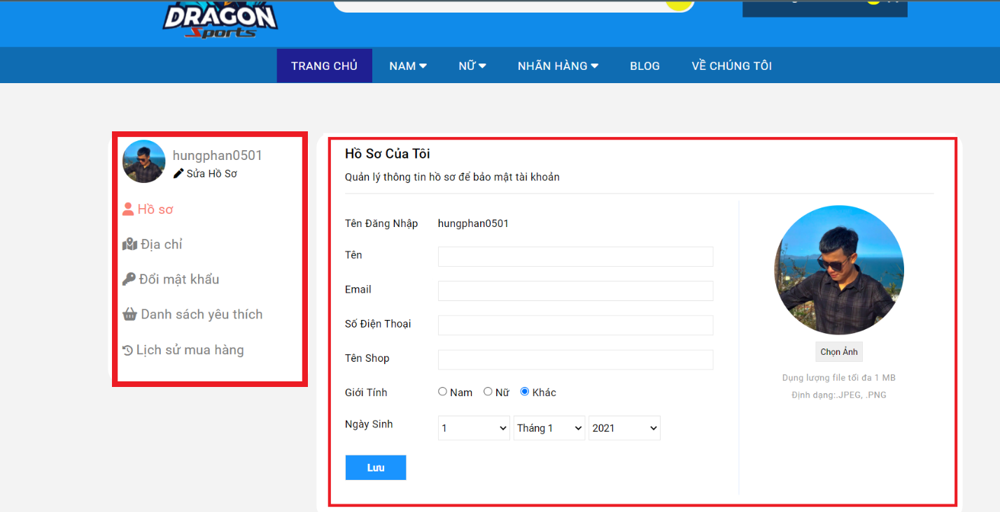 DRAGON
Sports
TRANG CHỦ NAM NỮ NHÃN HÀNG BLOG VỀ CHÚNG TÔI
hungphan0501
Sửa Hồ Sơ
Hồ sơ
Địa chỉ
Đổi mật khẩu
Danh sách yêu thích
Lịch sử mua hàng
Hồ Sơ Của Tôi
Quản lý thông tin hồ sơ để bảo mật tài khoản
Tên Đăng Nhập hungphan0501
Tên
Email
Số Điện Thoại
Tên Shop
Giới Tính Nam Nữ Khác
Ngày Sinh 1 Tháng 1 2021
Lưu
Chọn Ảnh
Dụng lượng file tối đa 1 MB
Định dạng:.JPEG, .PNG